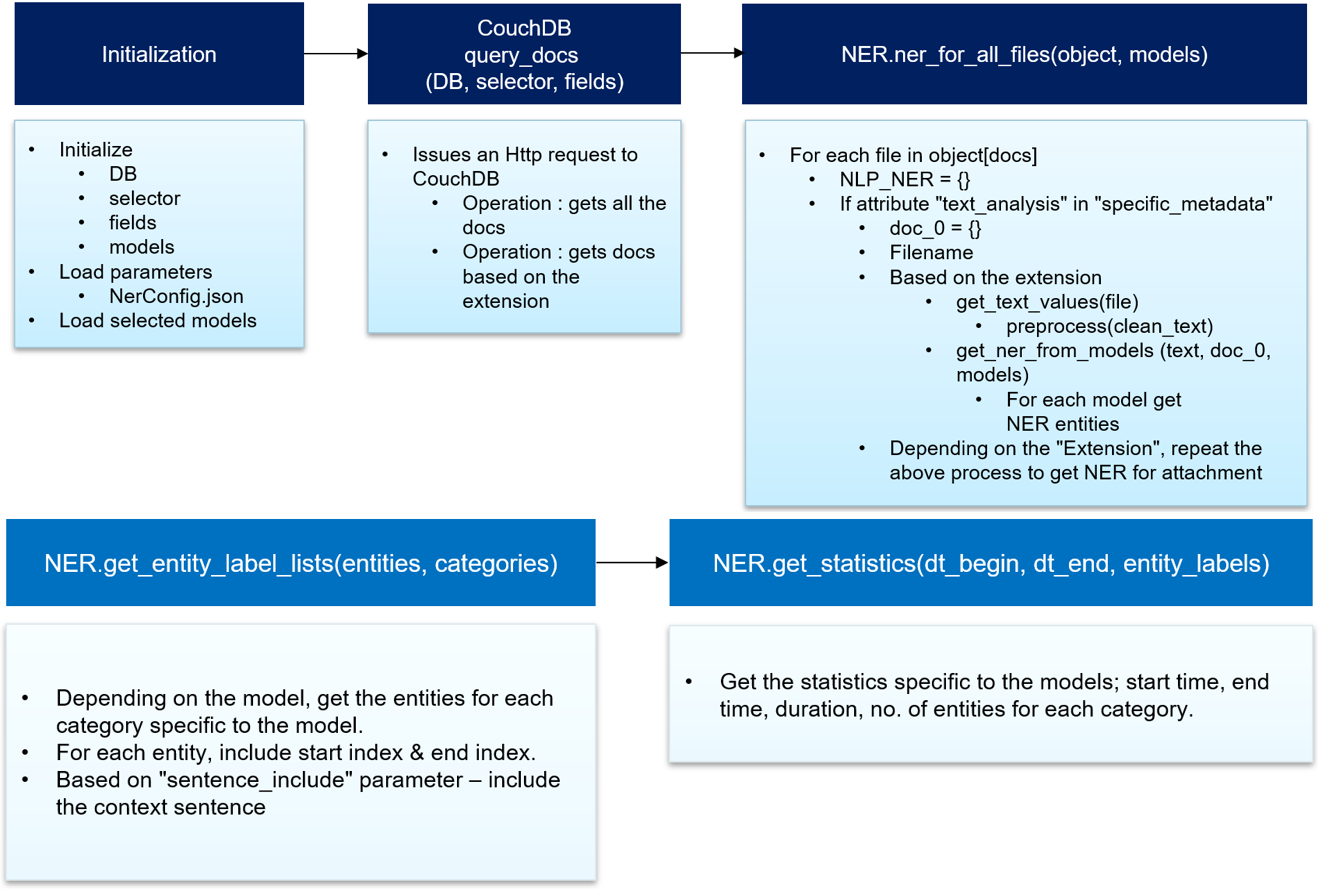 Initialization
CouchDB
query_docs
(DB, selector, fields)
NER.ner_for_all_files(object, models)
• Initialize
• DB
• selector
• fields
• models
• Load parameters
• NerConfig.json
• Load selected models
• Issues an Http request to
CouchDB
• Operation : gets all the
docs
• Operation : gets docs
based on the
extension
• For each file in object[docs]
• NLP_NER = {}
• If attribute "text_analysis" in "specific_metadata"
• doc_0 = {}
• Filename
• Based on the extension
• get_text_values(file)
• preprocess(clean_text)
• get_ner_from_models (text, doc_0,
models)
• For each model get
NER entities
• Depending on the "Extension", repeat the
above process to get NER for attachment
NER.get_entity_label_lists(entities, categories)
NER.get_statistics(dt_begin, dt_end, entity_labels)
• Depending on the model, get the entities for each
category specific to the model.
• For each entity, include start index & end index.
• Based on "sentence_include" parameter – include
the context sentence
• Get the statistics specific to the models; start time, end
time, duration, no. of entities for each category.